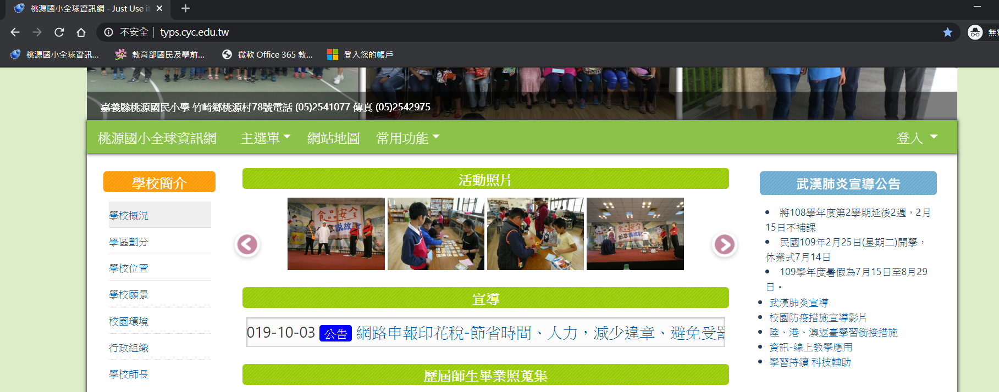 桃源國小全球資訊網 - Just Use it
不安全 | typs.cyc.edu.tw
桃源國小全球資訊...
教育部國民及學前...
微軟 Office 365 教...
登入您的帳戶
嘉義縣桃源國民小學 竹崎鄉桃源村78號電話 (05)2541077 傳真 (05)2542975
桃源國小全球資訊網 主選單 網站地圖 常用功能 登入
學校簡介
學校概況
學區劃分
學校位置
學校願景
校園環境
行政組織
學校師長
活動照片
食品安全
宣導
019-10-03 公告 網路申報印花稅-節省時間、人力，減少違章、避免受罰
歷屆師生畢業照蒐集
武漢肺炎宣導公告
將108學年度第2學期延後2週，2月
15日不補課
民國109年2月25日(星期二)開學，
休業式7月14日
109學年度暑假為7月15日至8月29
日。
武漢肺炎宣導
校園防疫措施宣導影片
陸、港、澳返臺學習銜接措施
資訊-線上教學應用
學習持續 科技輔助